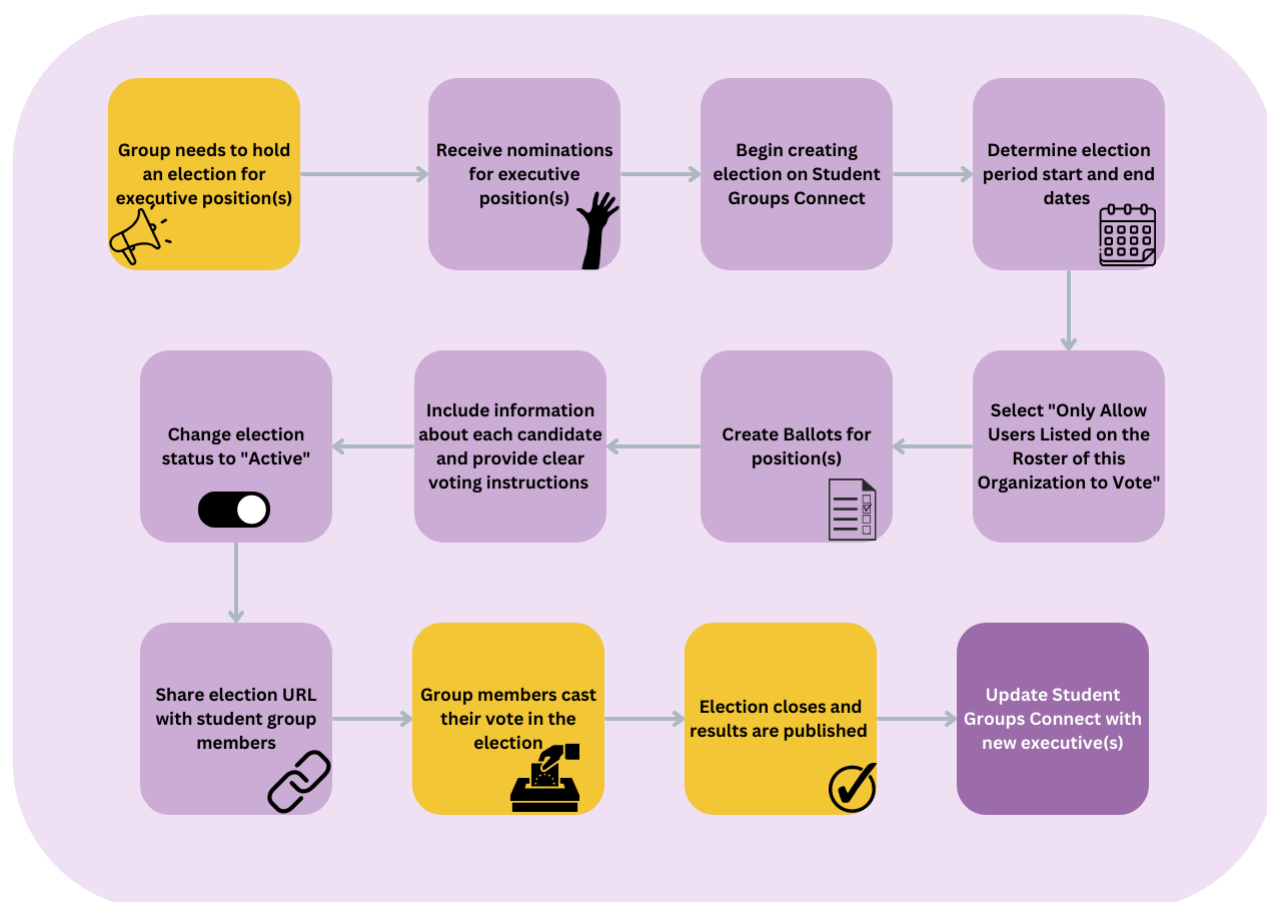 Group needs to hold
an election for
executive position(s)
Receive nominations
for executive
position(s)
Begin creating
election on Student
Groups Connect
Determine election
period start and end
dates
Select "Only Allow
Users Listed on the
Roster of this
Organization to Vote"
Create Ballots for
position(s)
Include information
about each candidate
and provide clear
voting instructions
Change election
status to "Active"
Share election URL
with student group
members
Group members cast
their vote in the
election
Election closes and
results are published
Update Student
Groups Connect with
new executive(s)